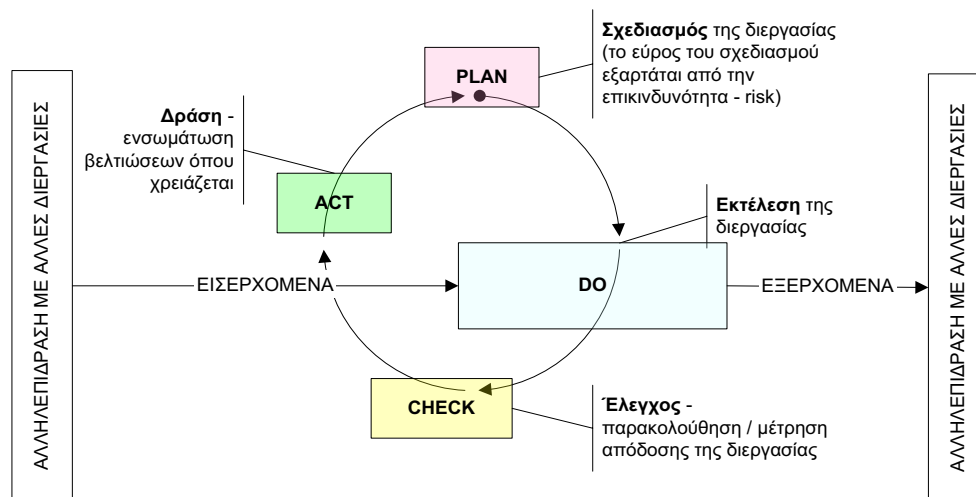 ΑΛΛΗΛΕΠΙΔΡΑΣΗ ΜΕ ΑΛΛΕΣ ΔΙΕΡΓΑΣΙΕΣ
PLAN
Σχεδιασμός της διεργασίας
(το εύρος του σχεδιασμού
εξαρτάται από την
επικινδυνότητα - risk)
Δράση -
ενσωμάτωση
βελτιώσεων όπου
χρειάζεται
ACT
Εκτέλεση της
διεργασίας
ΕΙΣΕΡΧΟΜΕΝΑ
DO
ΕΞΕΡΧΟΜΕΝΑ
CHECK
Έλεγχος -
παρακολούθηση / μέτρηση
απόδοσης της διεργασίας
ΑΛΛΗΛΕΠΙΔΡΑΣΗ ΜΕ ΑΛΛΕΣ ΔΙΕΡΓΑΣΙΕΣ